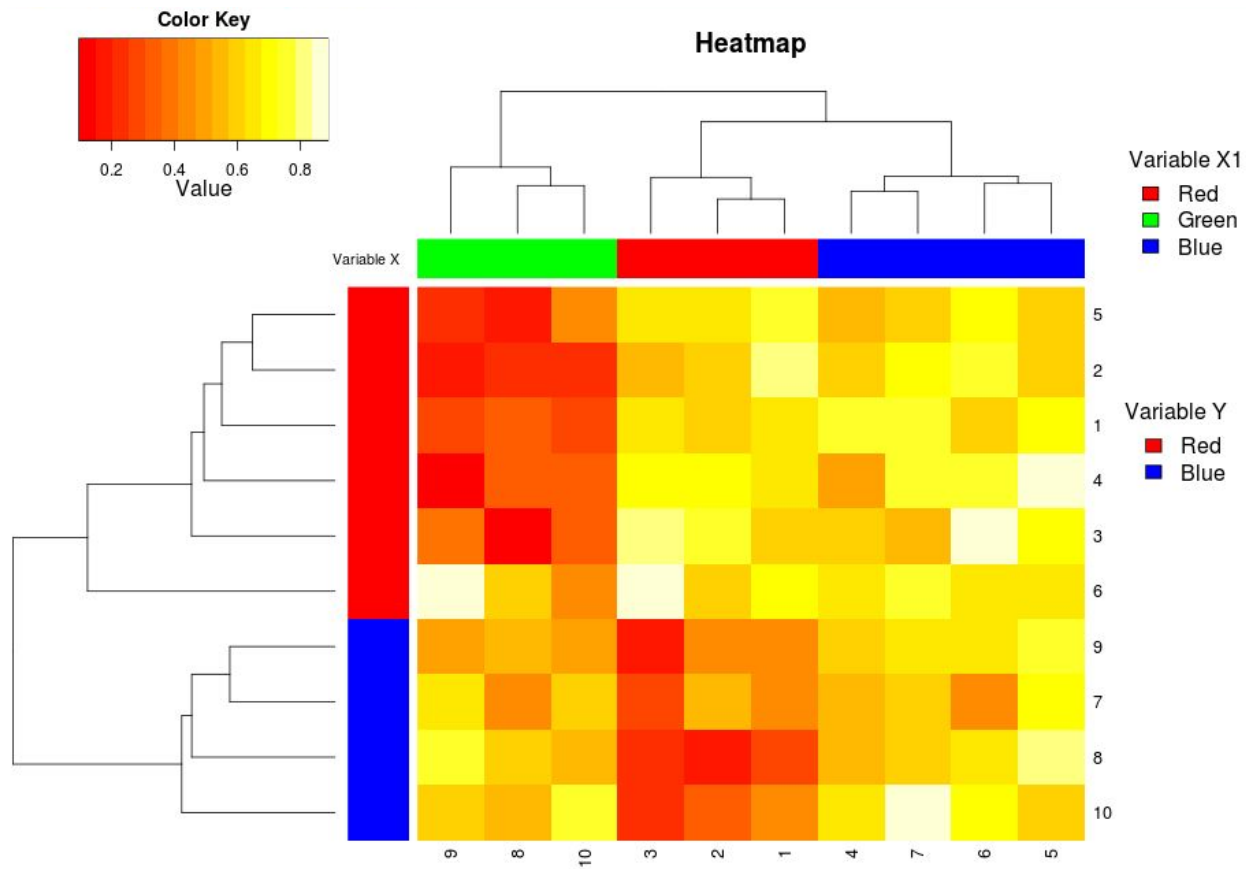 Color Key
0.2 0.4 0.6 0.8
Value
Heatmap
Variable X1
Red
Green
Blue
Variable X
5
2
1
4
3
6
9
7
8
10
Variable Y
Red
Blue
9 8 10 3 2 1 4 7 6 5